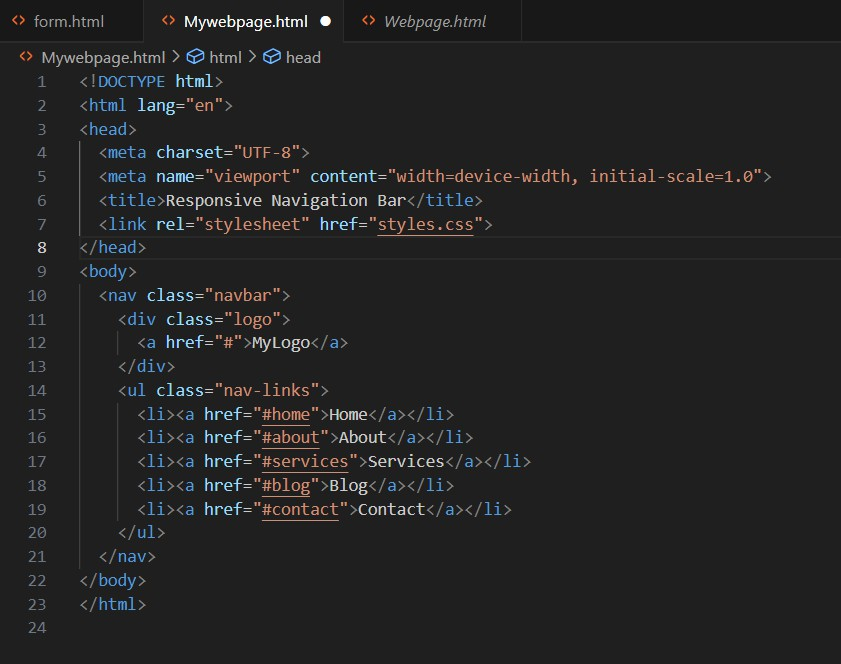 form.html Mywebpage.html Webpage.html
Mywebpage.html > html > head
1 <!DOCTYPE html>
2 <html lang="en">
3 <head>
4   <meta charset="UTF-8">
5   <meta name="viewport" content="width=device-width, initial-scale=1.0">
6   <title>Responsive Navigation Bar</title>
7   <link rel="stylesheet" href="styles.css">
8 </head>
9 <body>
10   <nav class="navbar">
11     <div class="logo">
12       <a href="#">MyLogo</a>
13     </div>
14     <ul class="nav-links">
15       <li><a href="#home">Home</a></li>
16       <li><a href="#about">About</a></li>
17       <li><a href="#services">Services</a></li>
18       <li><a href="#blog">Blog</a></li>
19       <li><a href="#contact">Contact</a></li>
20     </ul>
21   </nav>
22 </body>
23 </html>
24